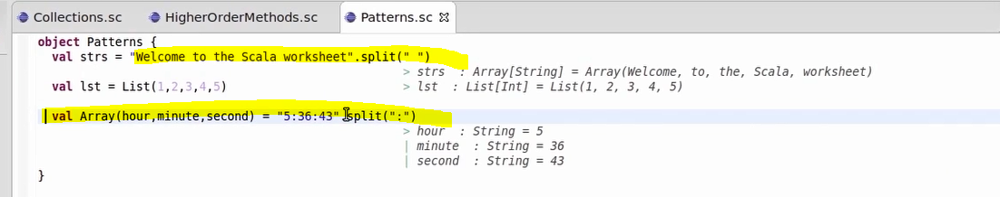 Collections.sc HigherOrderMethods.sc Patterns.sc
object Patterns {
val strs = "Welcome to the Scala worksheet".split(" ")
> strs : Array[String] = Array(Welcome, to, the, Scala, worksheet)
val lst = List(1,2,3,4,5) > lst : List[Int] = List(1, 2, 3, 4, 5)
val Array(hour,minute,second) = "5:36:43".split(":")
> hour : String = 5
| minute : String = 36
| second : String = 43
}